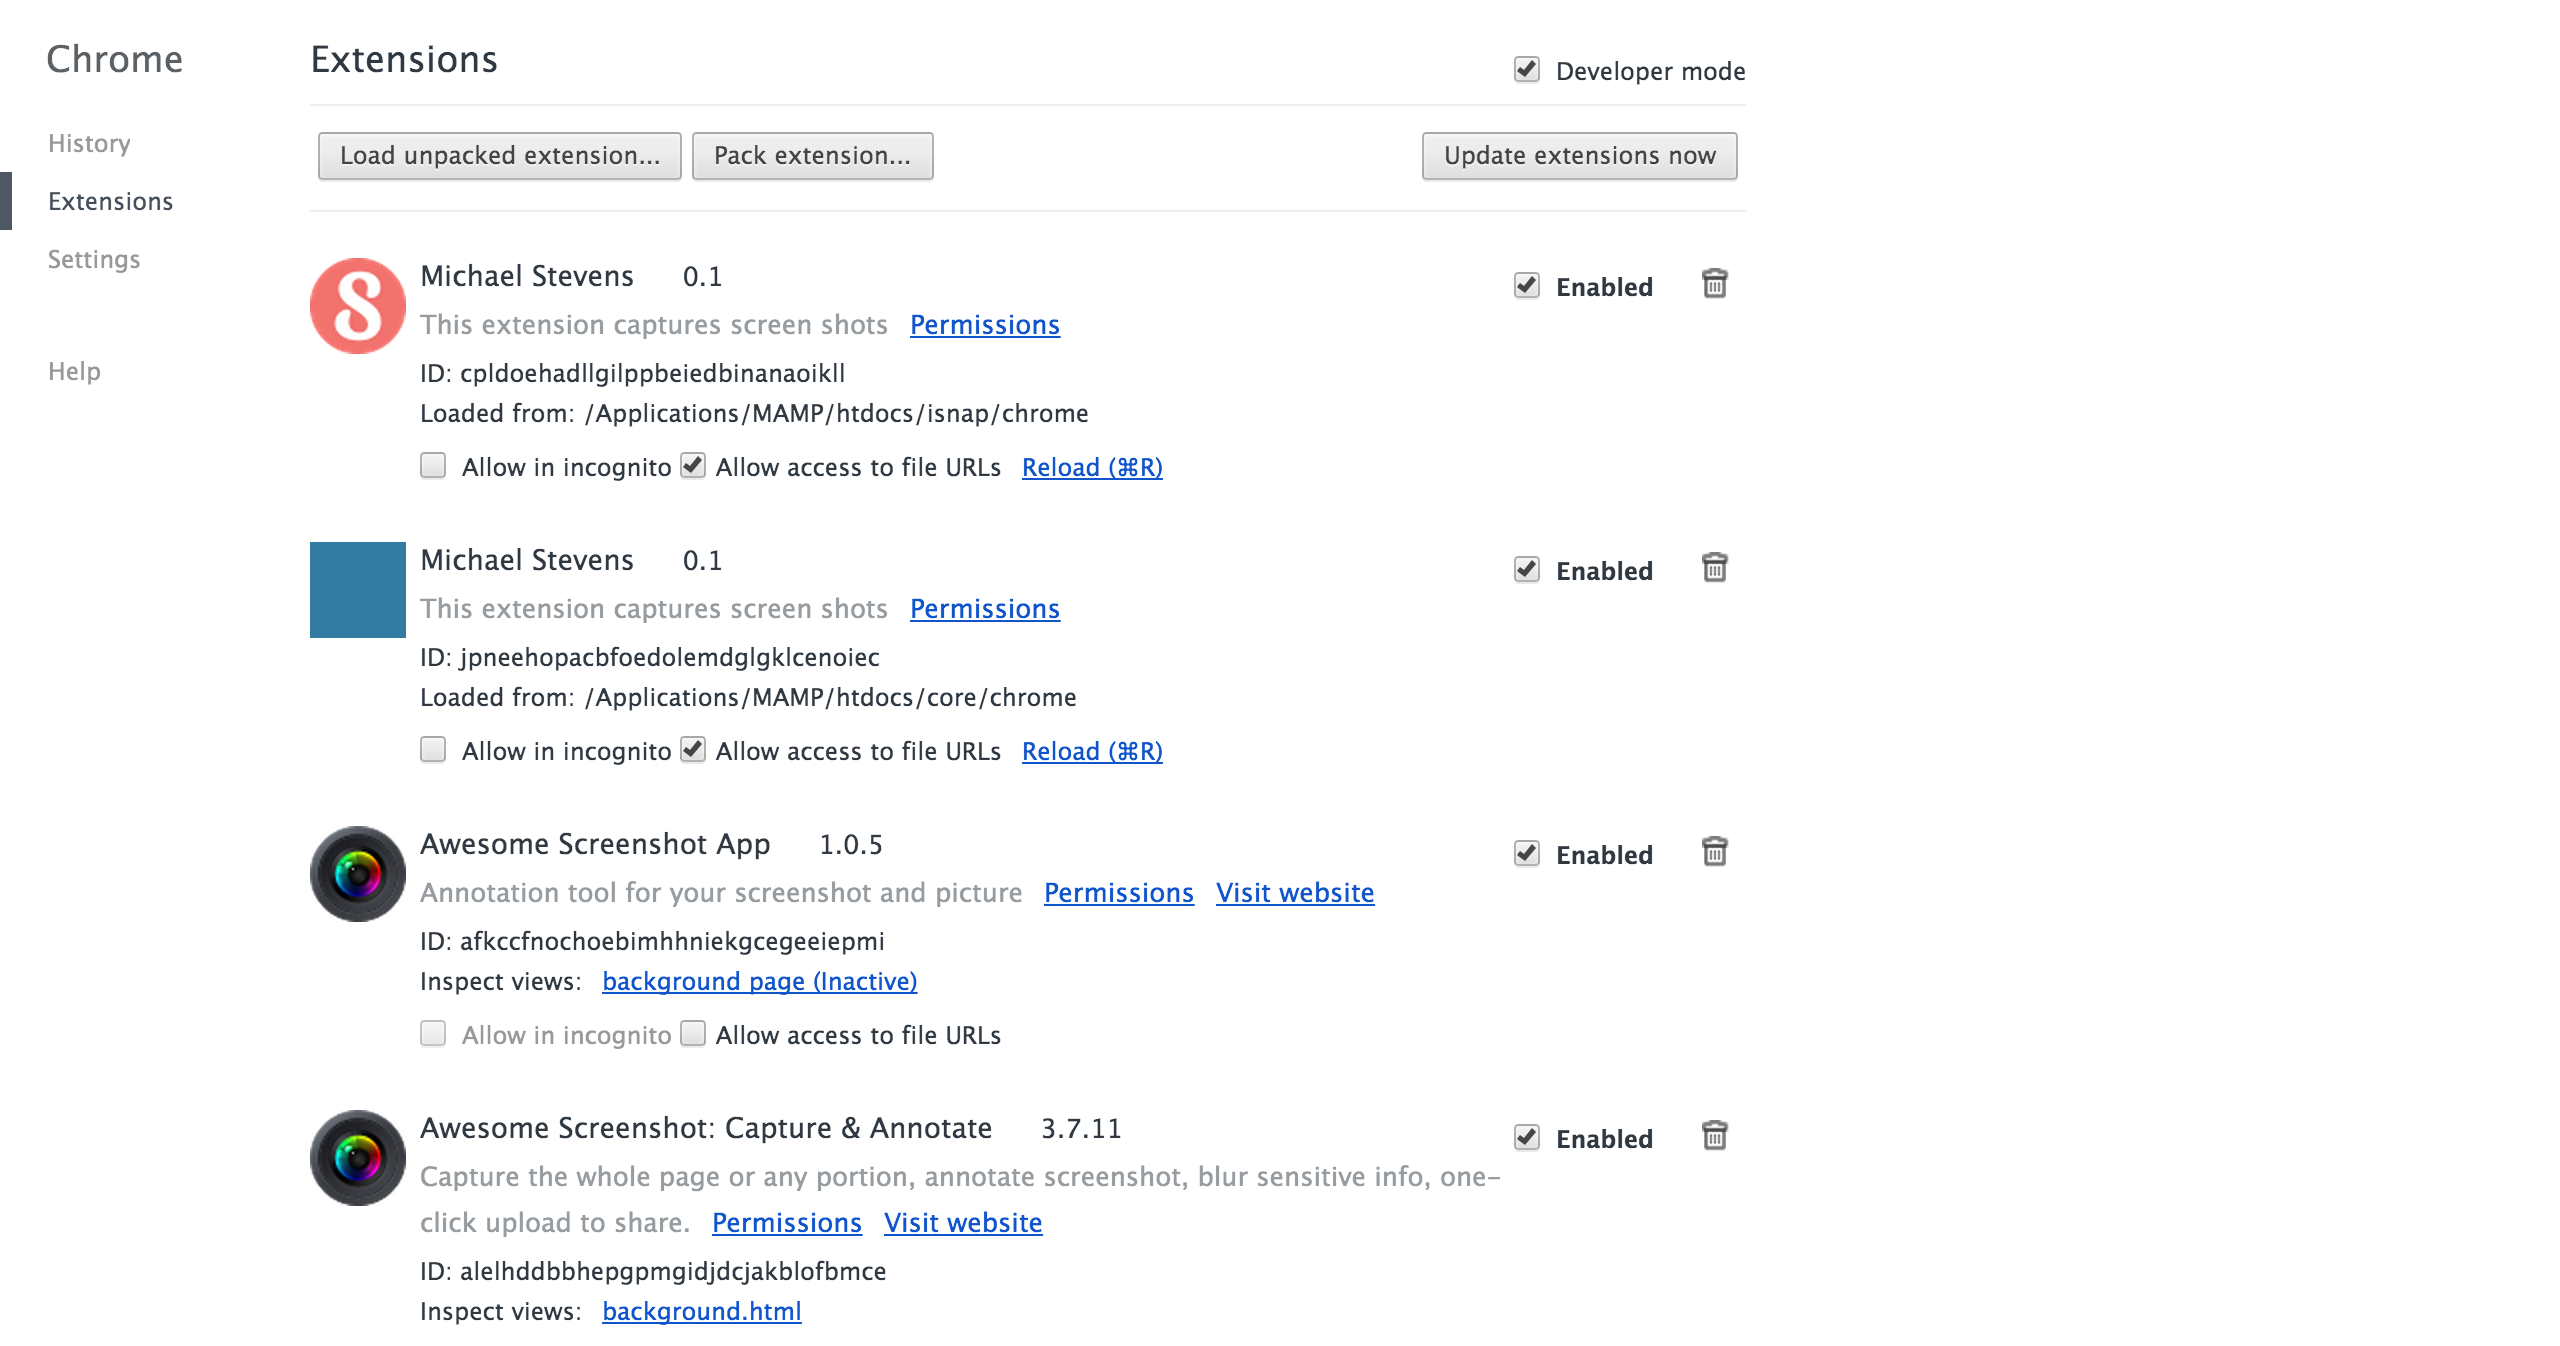 Chrome
Extensions
Developer mode
History
Extensions
Settings
Help
Load unpacked extension... Pack extension... Update extensions now
S
Michael Stevens 0.1
Enabled
This extension captures screen shots Permissions
ID: cpldoehadllgilppbeiedbinanaoikll
Loaded from: /Applications/MAMP/htdocs/isnap/chrome
Allow in incognito Allow access to file URLs Reload (⌘R)
Michael Stevens 0.1
Enabled
This extension captures screen shots Permissions
ID: jpneehopacbfoedolemdglgklcenoiec
Loaded from: /Applications/MAMP/htdocs/core/chrome
Allow in incognito Allow access to file URLs Reload (⌘R)
Awesome Screenshot App 1.0.5
Enabled
Annotation tool for your screenshot and picture Permissions Visit website
ID: afkccfnochoebimhhniekgcegeeiepmi
Inspect views: background page (Inactive)
Allow in incognito Allow access to file URLs
Awesome Screenshot: Capture & Annotate 3.7.11
Enabled
Capture the whole page or any portion, annotate screenshot, blur sensitive info, one-
click upload to share. Permissions Visit website
ID: alelhddbbhepgpmgidjdcjakblofbmce
Inspect views: background.html